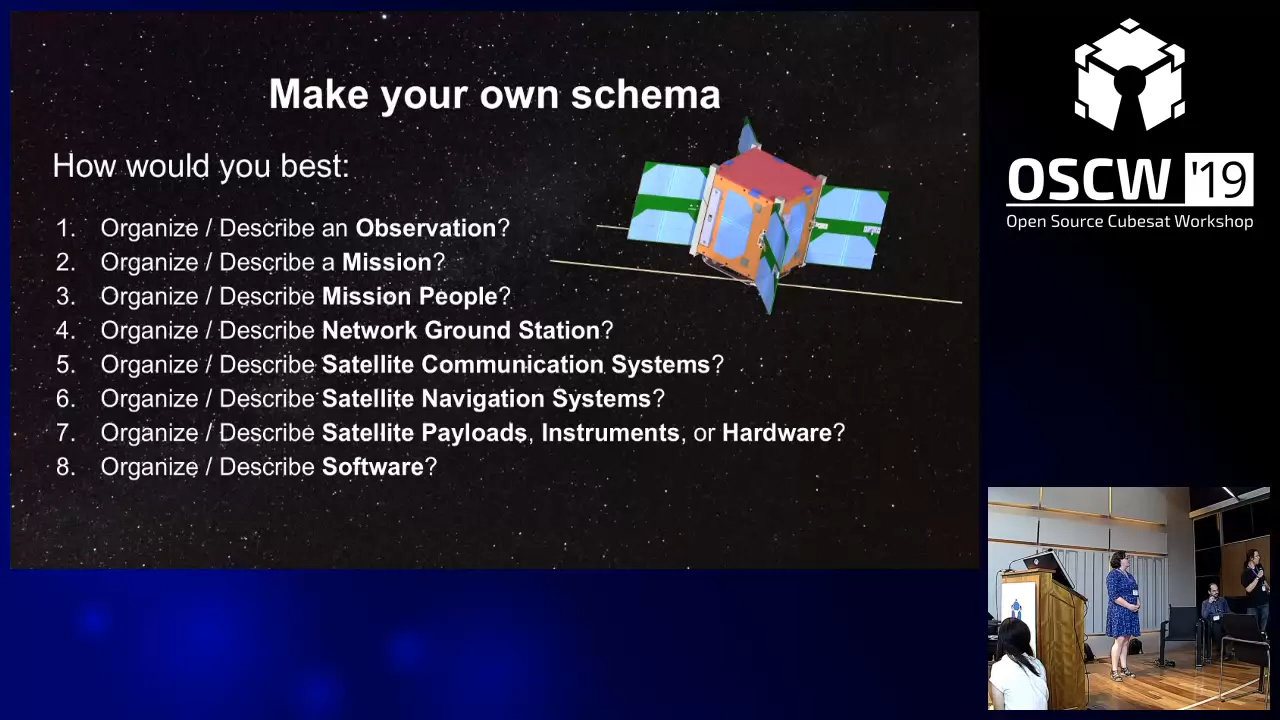 Make your own schema
How would you best:
1. Organize / Describe an Observation?
2. Organize / Describe a Mission?
3. Organize / Describe Mission People?
4. Organize / Describe Network Ground Station?
5. Organize / Describe Satellite Communication Systems?
6. Organize / Describe Satellite Navigation Systems?
7. Organize / Describe Satellite Payloads, Instruments, or Hardware?
8. Organize / Describe Software?
OSCW '19
Open Source Cubesat Workshop